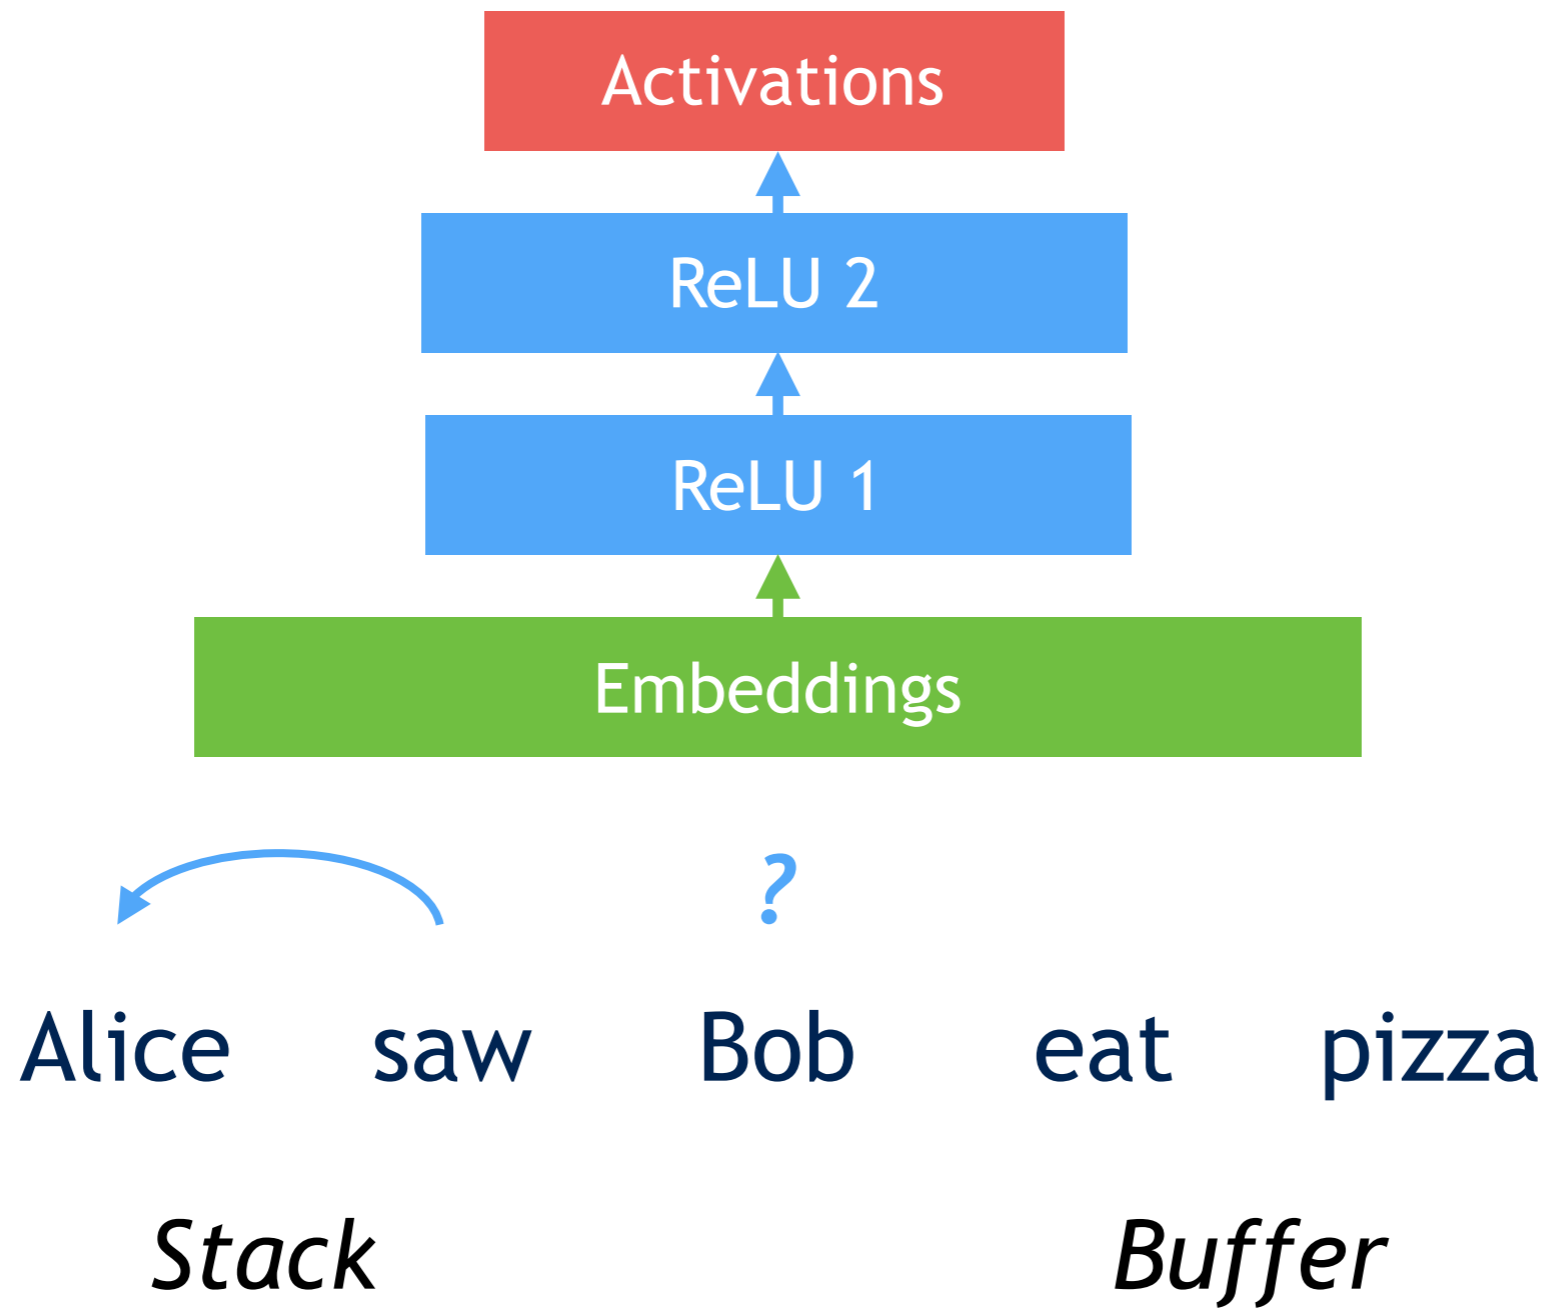 Activations
ReLU 2
ReLU 1
Embeddings
?
Alice saw Bob eat pizza
Stack Buffer